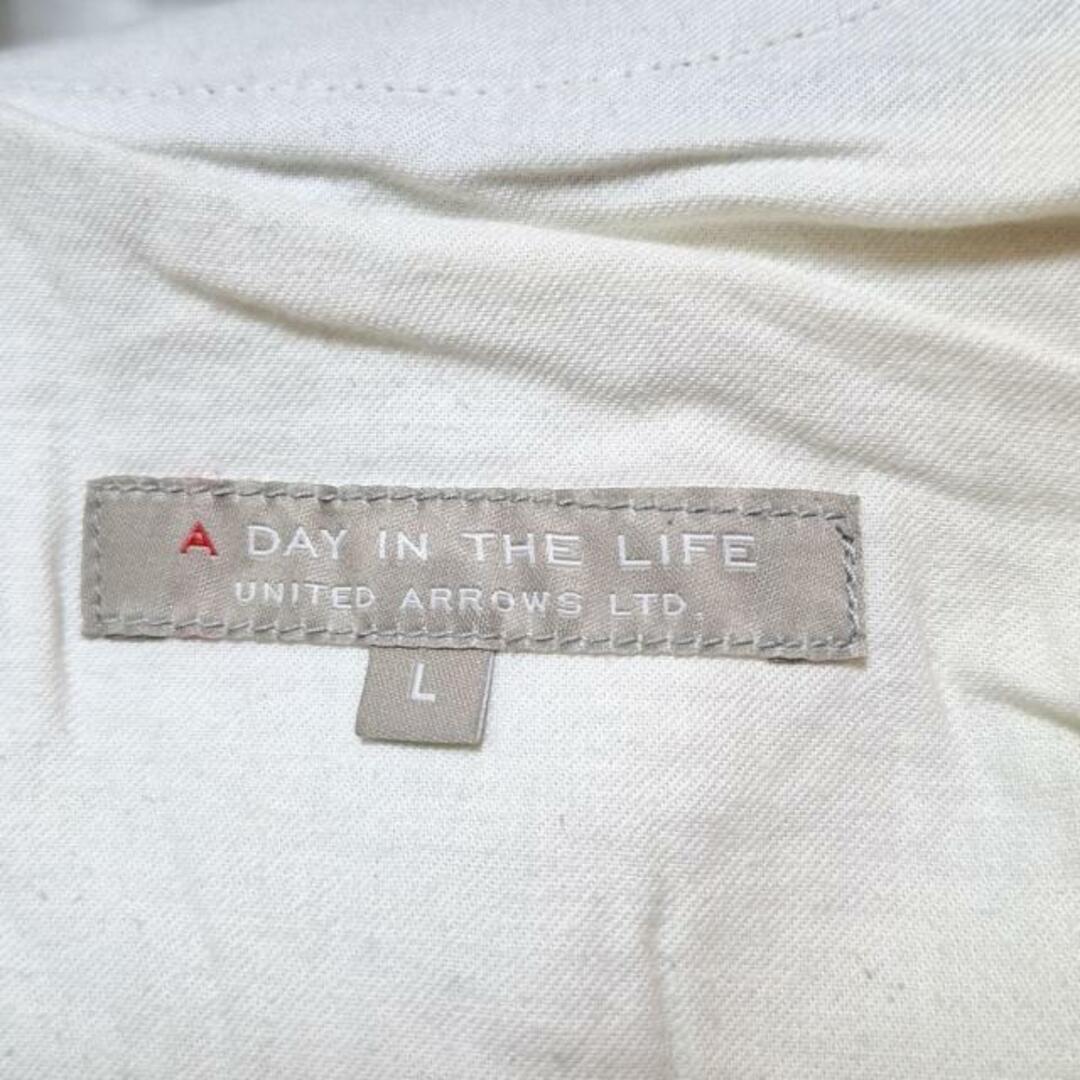 A DAY IN THE LIFE
UNITED ARROWS LTD.
L